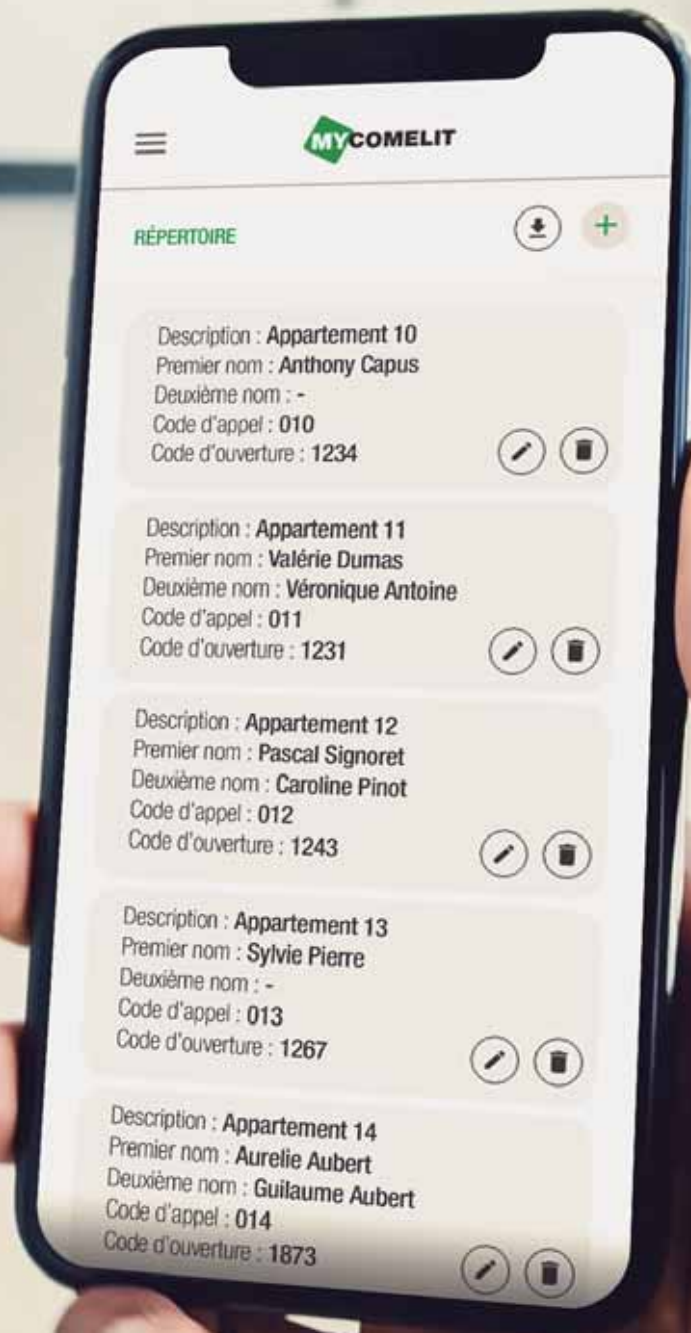 MYCOMELIT
RÉPERTOIRE
Description : Appartement 10
Premier nom : Anthony Capus
Deuxième nom : -
Code d'appel : 010
Code d'ouverture : 1234
Description : Appartement 11
Premier nom : Valérie Dumas
Deuxième nom : Véronique Antoine
Code d'appel : 011
Code d'ouverture : 1231
Description : Appartement 12
Premier nom : Pascal Signoret
Deuxième nom : Caroline Pinot
Code d'appel : 012
Code d'ouverture : 1243
Description : Appartement 13
Premier nom : Sylvie Pierre
Deuxième nom : -
Code d'appel : 013
Code d'ouverture : 1267
Description : Appartement 14
Premier nom : Aurelie Aubert
Deuxième nom : Guilaume Aubert
Code d'appel : 014
Code d'ouverture : 1873